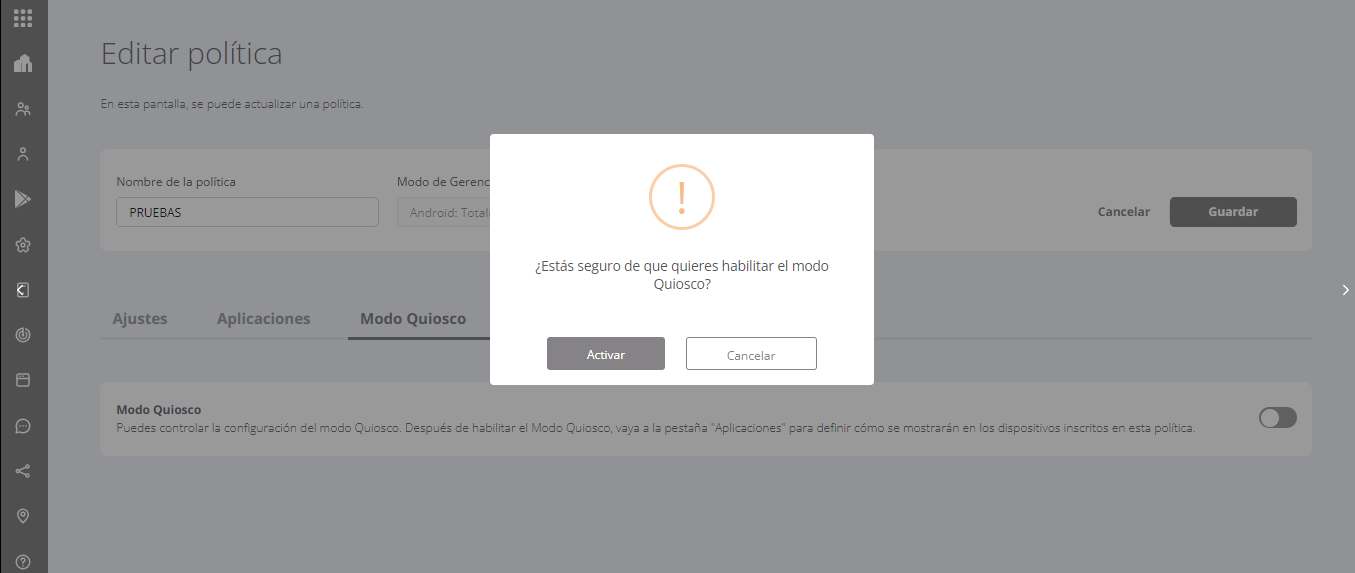 Editar política
En esta pantalla, se puede actualizar una política.
Nombre de la política
Modo de Gerenc
PRUEBAS
Android: Total
Cancelar
Guardar
!
¿Estás seguro de que quieres habilitar el modo
Quiosco?
Activar
Cancelar
Ajustes
Aplicaciones
Modo Quiosco
Modo Quiosco
Puedes controlar la configuración del modo Quiosco. Después de habilitar el Modo Quiosco, vaya a la pestaña "Aplicaciones" para definir cómo se mostrarán en los dispositivos inscritos en esta política.